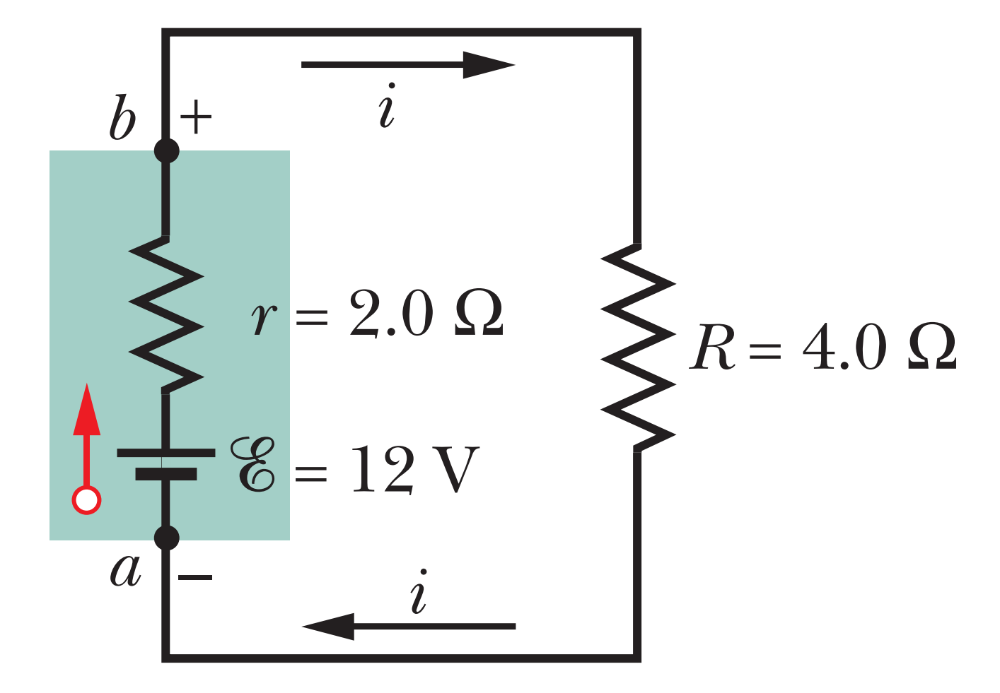 i
b +
r = 2.0 Ω
R = 4.0 Ω
ℰ = 12 V
a −
i